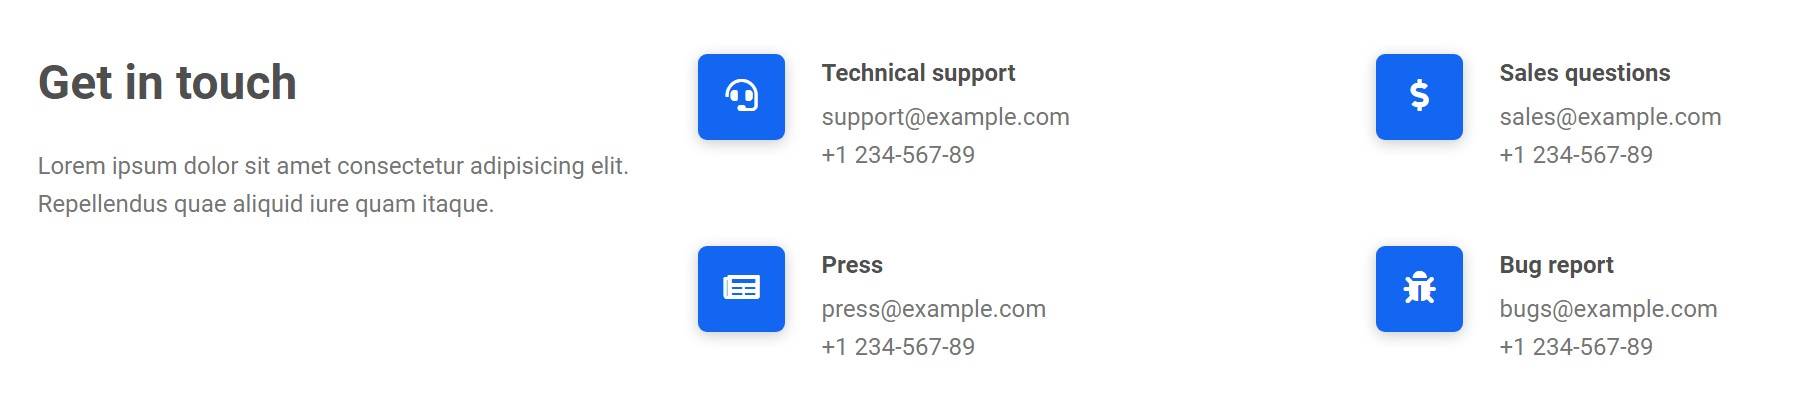 Get in touch
Lorem ipsum dolor sit amet consectetur adipisicing elit.
Repellendus quae aliquid iure quam itaque.
Technical support
support@example.com
+1 234-567-89
Sales questions
sales@example.com
+1 234-567-89
Press
press@example.com
+1 234-567-89
Bug report
bugs@example.com
+1 234-567-89